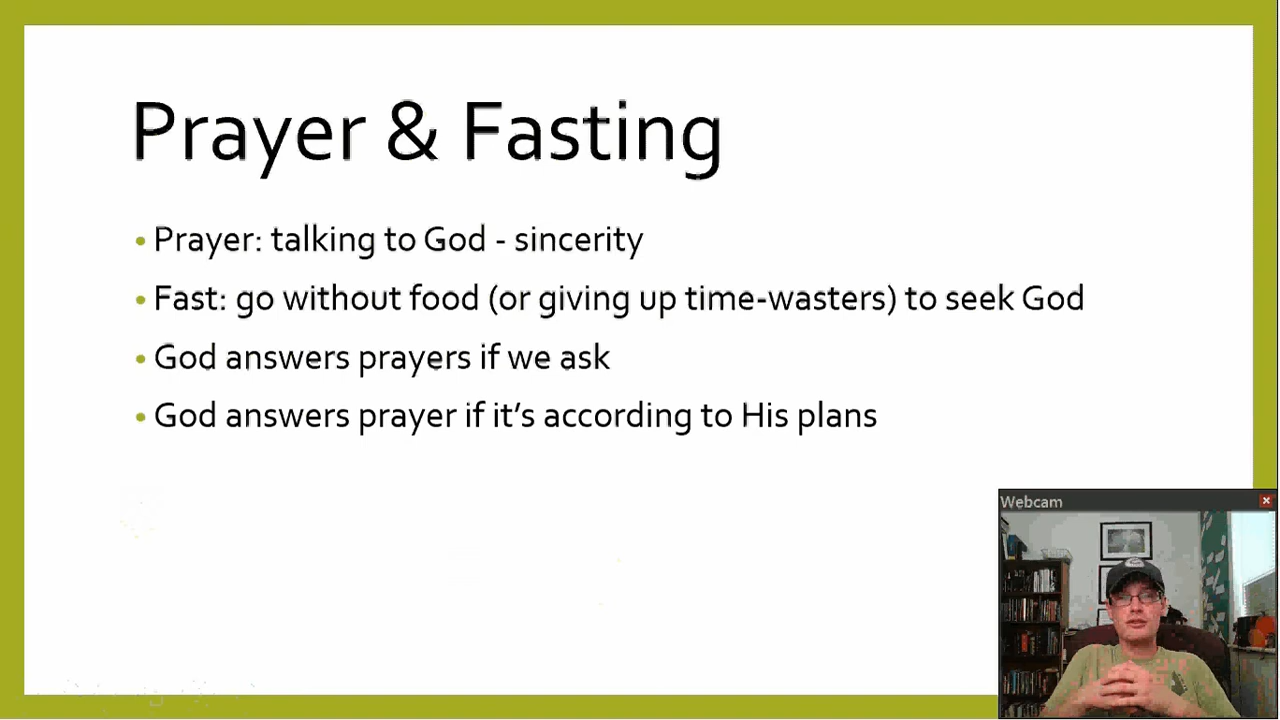 Prayer & Fasting
• Prayer: talking to God - sincerity
• Fast: go without food (or giving up time-wasters) to seek God
• God answers prayers if we ask
• God answers prayer if it’s according to His plans
Webcam